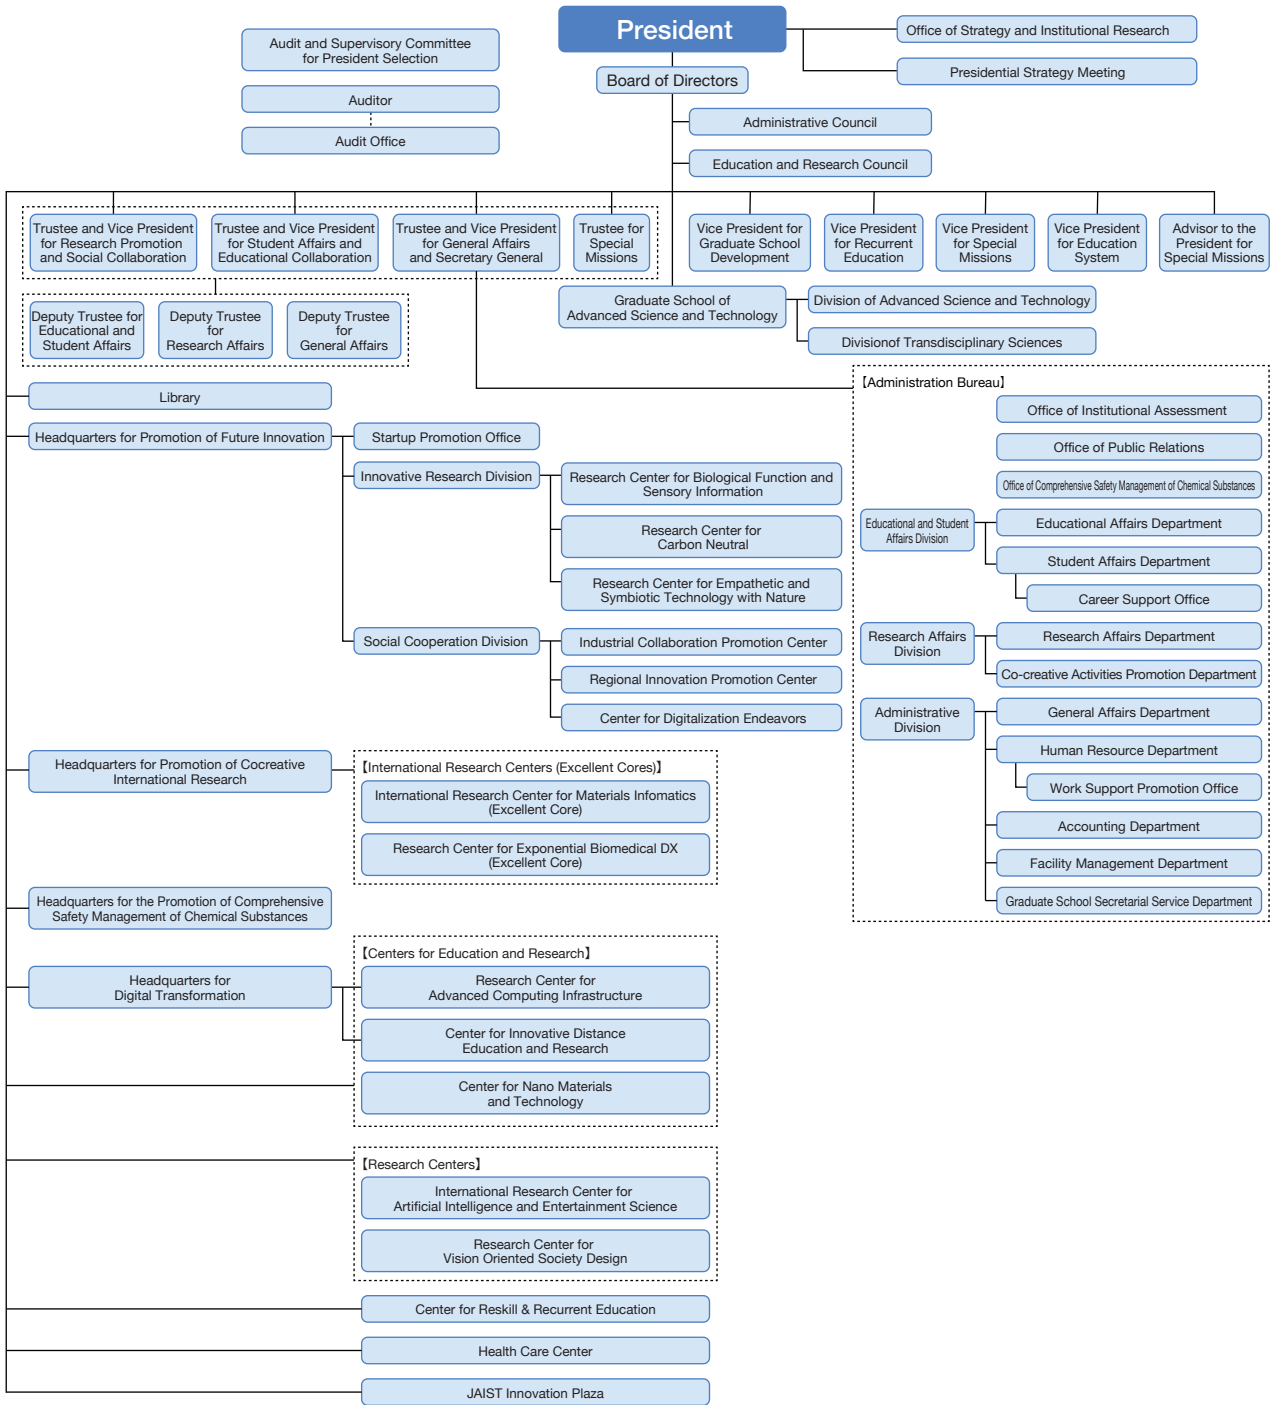 President
Office of Strategy and Institutional Research
Presidential Strategy Meeting
Audit and Supervisory Committee
for President Selection
Auditor
Audit Office
Board of Directors
Administrative Council
Education and Research Council
Trustee and Vice President
for Research Promotion
and Social Collaboration
Trustee and Vice President
for Student Affairs and
Educational Collaboration
Trustee and Vice President
for General Affairs
and Secretary General
Trustee for
Special
Missions
Vice President for
Graduate School
Development
Vice President
for Recurrent
Education
Vice President
for Special
Missions
Vice President
for Education
System
Advisor to the
President for
Special Missions
Deputy Trustee for
Educational and
Student Affairs
Deputy Trustee
for
Research Affairs
Deputy Trustee
for
General Affairs
Graduate School of
Advanced Science and Technology
Division of Advanced Science and Technology
Divisionof Transdisciplinary Sciences
Library
Headquarters for Promotion of Future Innovation
Startup Promotion Office
Innovative Research Division
Research Center for Biological Function and
Sensory Information
Research Center for
Carbon Neutral
Research Center for Empathetic and
Symbiotic Technology with Nature
Social Cooperation Division
Industrial Collaboration Promotion Center
Regional Innovation Promotion Center
Center for Digitalization Endeavors
【Administration Bureau】
Office of Institutional Assessment
Office of Public Relations
Office of Comprehensive Safety Management of Chemical Substances
Educational and Student
Affairs Division
Educational Affairs Department
Student Affairs Department
Career Support Office
Research Affairs
Division
Research Affairs Department
Co-creative Activities Promotion Department
Administrative
Division
General Affairs Department
Human Resource Department
Work Support Promotion Office
Accounting Department
Facility Management Department
Graduate School Secretarial Service Department
Headquarters for Promotion of Cocreative
International Research
【International Research Centers (Excellent Cores)】
International Research Center for Materials Infomatics
(Excellent Core)
Research Center for Exponential Biomedical DX
(Excellent Core)
Headquarters for the Promotion of Comprehensive
Safety Management of Chemical Substances
Headquarters for
Digital Transformation
【Centers for Education and Research】
Research Center for
Advanced Computing Infrastructure
Center for Innovative Distance
Education and Research
Center for Nano Materials
and Technology
【Research Centers】
International Research Center for
Artificial Intelligence and Entertainment Science
Research Center for
Vision Oriented Society Design
Center for Reskill & Recurrent Education
Health Care Center
JAIST Innovation Plaza